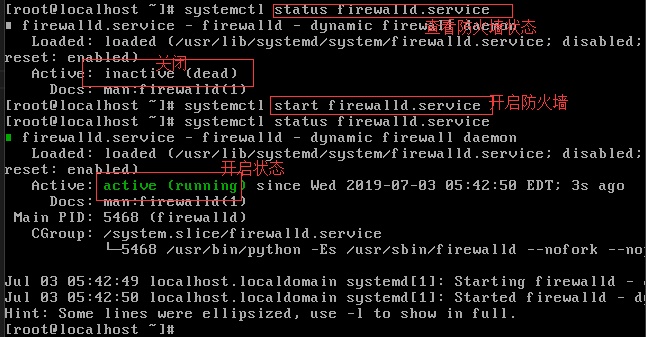 [root@localhost ~]# systemctl status firewalld.service
firewalld.service - firewalld - dynamic firewall daemon
查看防火墙状态
Loaded: loaded (/usr/lib/systemd/system/firewalld.service; disabled;
reset: enabled)
关闭
Active: inactive (dead)
Docs: man:firewalld(1)
[root@localhost ~]# systemctl start firewalld.service 开启防火墙
[root@localhost ~]# systemctl status firewalld.service
firewalld.service - firewalld - dynamic firewall daemon
Loaded: loaded (/usr/lib/systemd/system/firewalld.service; disabled;
reset: enabled)
开启状态
Active: active (running) since Wed 2019-07-03 05:42:50 EDT; 3s ago
Docs: man:firewalld(1)
Main PID: 5468 (firewalld)
CGroup: /system.slice/firewalld.service
└─5468 /usr/bin/python -Es /usr/sbin/firewalld --nofork --no
Jul 03 05:42:49 localhost.localdomain systemd[1]: Starting firewalld -
Jul 03 05:42:50 localhost.localdomain systemd[1]: Started firewalld -
Hint: Some lines were ellipsized, use -l to show in full.
[root@localhost ~]#